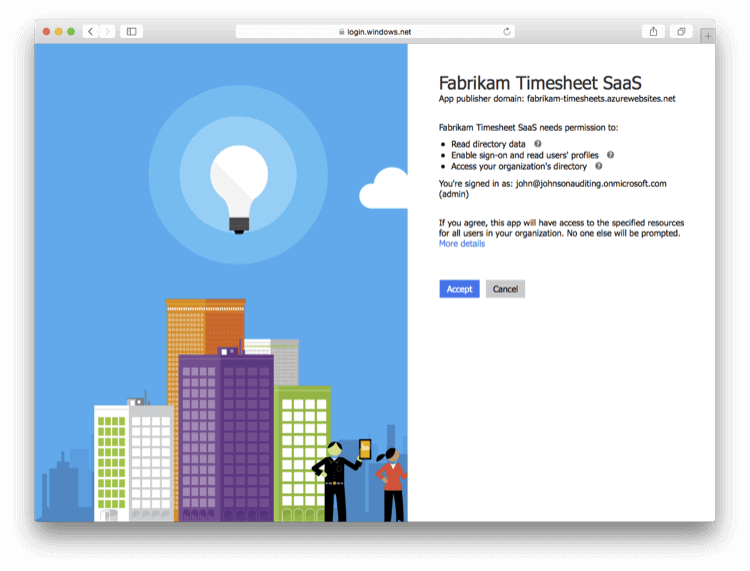 login.windows.net
Fabrikam Timesheet SaaS
App publisher domain: fabrikam-timesheets.azurewebsites.net
Fabrikam Timesheet SaaS needs permission to:
Read directory data
Enable sign-on and read users' profiles
Access your organization's directory
You're signed in as: john@johnsonauditing.onmicrosoft.com
(admin)
If you agree, this app will have access to the specified resources
for all users in your organization. No one else will be prompted.
More details
Accept Cancel